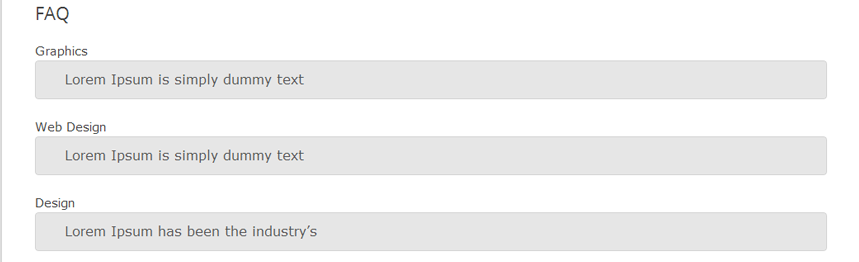 FAQ
Graphics
Lorem Ipsum is simply dummy text
Web Design
Lorem Ipsum is simply dummy text
Design
Lorem Ipsum has been the industry’s